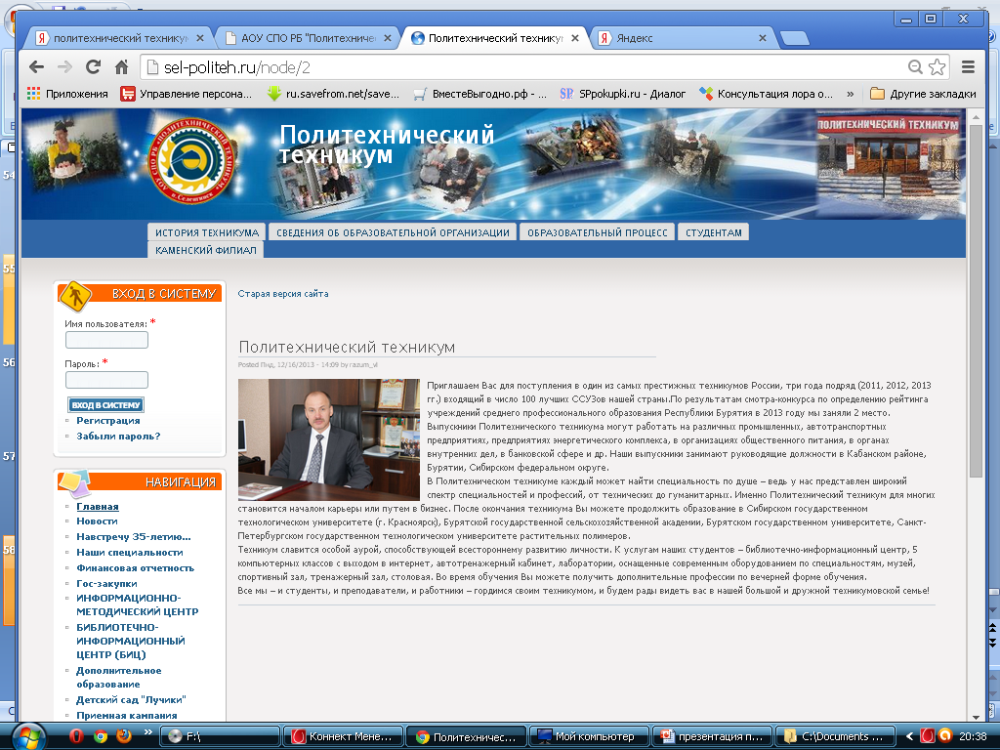 политехнический технику
АОУ СПО РБ "Политехниче
Политехнический технику
Яндекс
sel-politeh.ru/node/2
Приложения
Управление персона...
ru.savefrom.net/save...
ВместеВыгодно.рф - ...
SPpokupki.ru - Диалог
Консультация лора о...
»
Другие закладки
Политехнический
техникум
АОУ СПО РБ «ПОЛИТЕХНИЧЕСКИЙ ТЕХНИКУМ»
п.Селенгинск
ПОЛИТЕХНИЧЕСКИЙ ТЕХНИКУМ
ИСТОРИЯ ТЕХНИКУМА
СВЕДЕНИЯ ОБ ОБРАЗОВАТЕЛЬНОЙ ОРГАНИЗАЦИИ
ОБРАЗОВАТЕЛЬНЫЙ ПРОЦЕСС
СТУДЕНТАМ
КАМЕНСКИЙ ФИЛИАЛ
ВХОД В СИСТЕМУ
Имя пользователя: *
Пароль: *
ВХОД В СИСТЕМУ
Регистрация
Забыли пароль?
НАВИГАЦИЯ
Главная
Новости
Навстречу 35-летию...
Наши специальности
Финансовая отчетность
Гос-закупки
ИНФОРМАЦИОННО-
МЕТОДИЧЕСКИЙ ЦЕНТР
БИБЛИОТЕЧНО-
ИНФОРМАЦИОННЫЙ
ЦЕНТР (БИЦ)
Дополнительное
образование
Детский сад "Лучики"
Приемная кампания
Старая версия сайта
Политехнический техникум
Posted Пнд, 12/16/2013 - 14:09 by razum_vl
Приглашаем Вас для поступления в один из самых престижных техникумов России, три года подряд (2011, 2012, 2013
гг.) входящий в число 100 лучших ССУЗов нашей страны.По результатам смотра-конкурса по определению рейтинга
учреждений среднего профессионального образования Республики Бурятия в 2013 году мы заняли 2 место.
Выпускники Политехнического техникума могут работать на различных промышленных, автотранспортных
предприятиях, предприятиях энергетического комплекса, в организациях общественного питания, в органах
внутренних дел, в банковской сфере и др. Наши выпускники занимают руководящие должности в Кабанском районе,
Бурятии, Сибирском федеральном округе.
В Политехническом техникуме каждый может найти специальность по душе – ведь у нас представлен широкий
спектр специальностей и профессий, от технических до гуманитарных. Именно Политехнический техникум для многих
становится началом карьеры или путем в бизнес. После окончания техникума Вы можете продолжить образование в Сибирском государственном
технологическом университете (г. Красноярск), Бурятской государственной сельскохозяйственной академии, Бурятском государственном университете, Санкт-
Петербургском государственном технологическом университете растительных полимеров.
Техникум славится особой аурой, способствующей всестороннему развитию личности. К услугам наших студентов – библиотечно-информационный центр, 5
компьютерных классов с выходом в интернет, автотренажерный кабинет, лаборатории, оснащенные современным оборудованием по специальностям, музей,
спортивный зал, тренажерный зал, столовая. Во время обучения Вы можете получить дополнительные профессии по вечерней форме обучения.
Все мы – и студенты, и преподаватели, и работники – гордимся своим техникумом, и будем рады видеть вас в нашей большой и дружной техникумовской семье!
54
55
56
57
58
F:\
Коннект Мене...
Политехничес...
Мой компьютер
презентация п...
C:\Documents ...
20:38